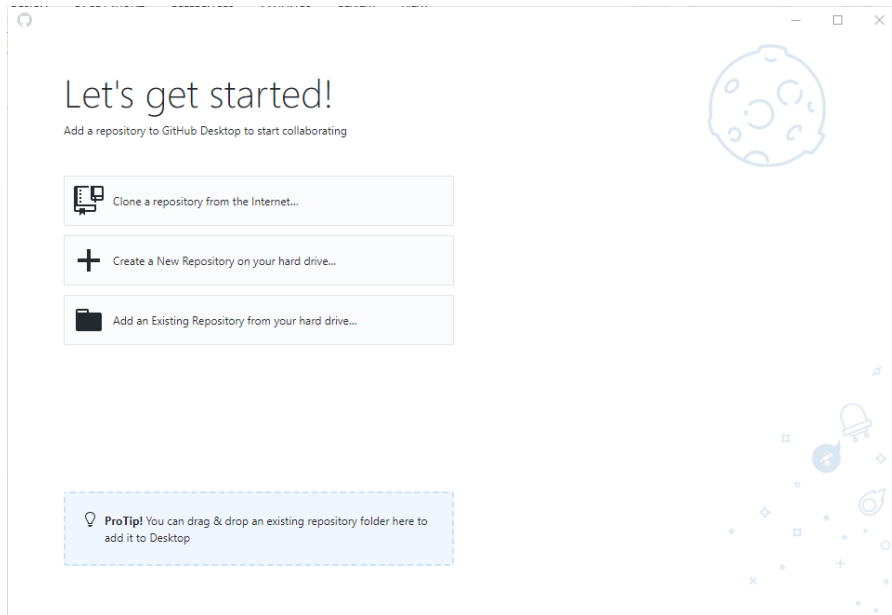 Let's get started!
Add a repository to GitHub Desktop to start collaborating
Clone a repository from the Internet...
Create a New Repository on your hard drive...
Add an Existing Repository from your hard drive...
ProTip! You can drag & drop an existing repository folder here to
add it to Desktop